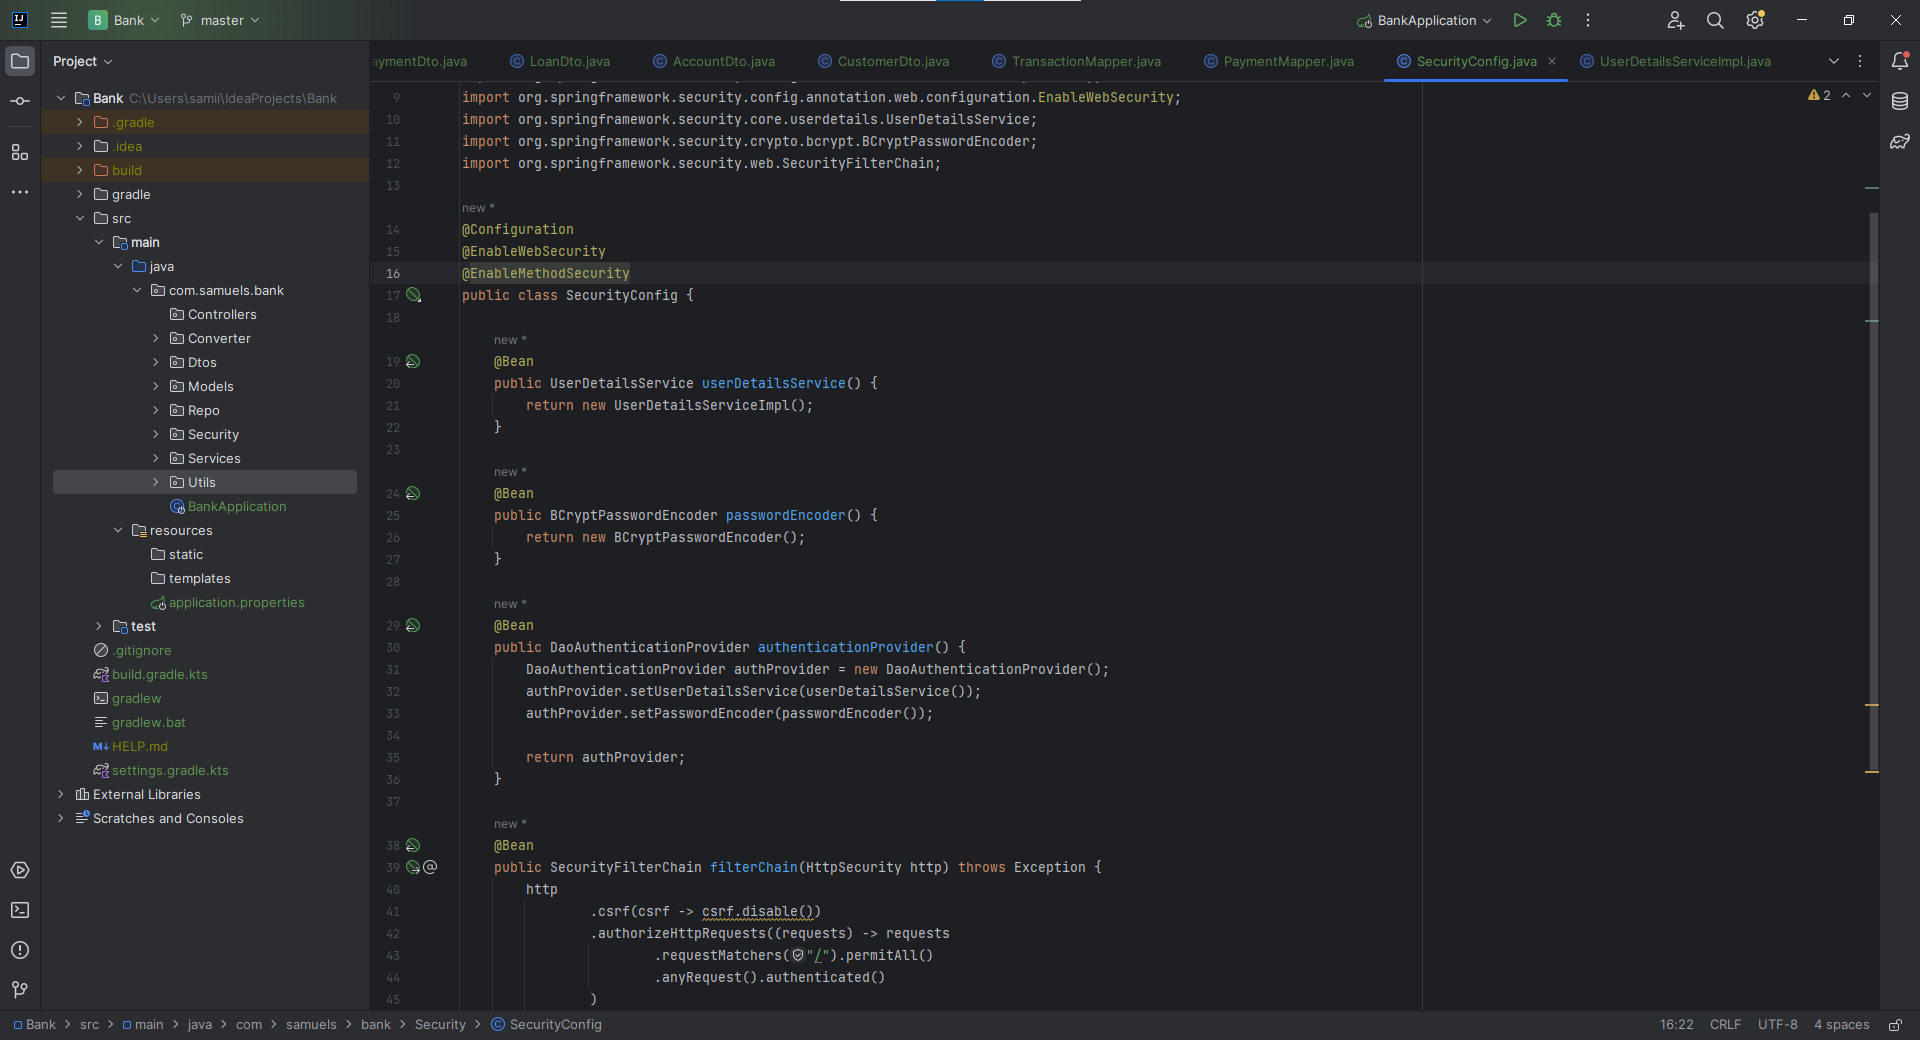 Bank
master
BankApplication
Project
aymentDto.java
LoanDto.java
AccountDto.java
CustomerDto.java
TransactionMapper.java
PaymentMapper.java
SecurityConfig.java
UserDetailsServiceImpl.java
Bank C:\Users\samii\IdeaProjects\Bank
.gradle
.idea
build
gradle
src
main
java
com.samuels.bank
Controllers
Converter
Dtos
Models
Repo
Security
Services
Utils
BankApplication
resources
static
templates
application.properties
test
.gitignore
build.gradle.kts
gradlew
gradlew.bat
HELP.md
settings.gradle.kts
External Libraries
Scratches and Consoles
2
9 import org.springframework.security.config.annotation.web.configuration.EnableWebSecurity;
10 import org.springframework.security.core.userdetails.UserDetailsService;
11 import org.springframework.security.crypto.bcrypt.BCryptPasswordEncoder;
12 import org.springframework.security.web.SecurityFilterChain;
13
new *
14 @Configuration
15 @EnableWebSecurity
16 @EnableMethodSecurity
17 public class SecurityConfig {
18
new *
19 @Bean
20 public UserDetailsService userDetailsService() {
21 return new UserDetailsServiceImpl();
22 }
23
new *
24 @Bean
25 public BCryptPasswordEncoder passwordEncoder() {
26 return new BCryptPasswordEncoder();
27 }
28
new *
29 @Bean
30 public DaoAuthenticationProvider authenticationProvider() {
31 DaoAuthenticationProvider authProvider = new DaoAuthenticationProvider();
32 authProvider.setUserDetailsService(userDetailsService());
33 authProvider.setPasswordEncoder(passwordEncoder());
34
35 return authProvider;
36 }
37
new *
38 @Bean
39 public SecurityFilterChain filterChain(HttpSecurity http) throws Exception {
40 http
41 .csrf(csrf -> csrf.disable())
42 .authorizeHttpRequests((requests) -> requests
43 .requestMatchers("/").permitAll()
44 .anyRequest().authenticated()
45 )
Bank > src > main > java > com > samuels > bank > Security > SecurityConfig
16:22 CRLF UTF-8 4 spaces